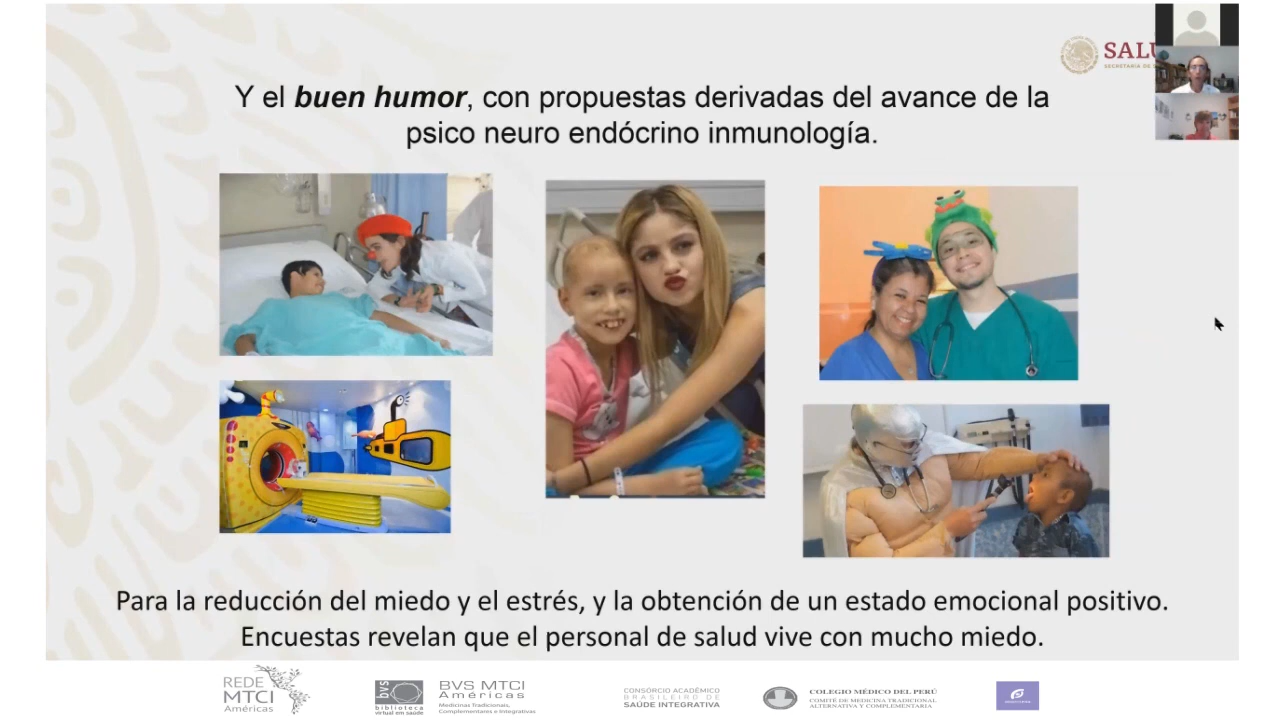 SALU
SECRETARÍA DE
Y el buen humor, con propuestas derivadas del avance de la
psico neuro endócrino inmunología.
Para la reducción del miedo y el estrés, y la obtención de un estado emocional positivo.
Encuestas revelan que el personal de salud vive con mucho miedo.
REDE
MTCI
Américas
bvs
biblioteca
virtual em saúde
BVS MTCI
Américas
Medicinas Tradicionales,
Complementares e Integrativas
CONSÓRCIO ACADÊMICO
BRASILEIRO DE
SAÚDE INTEGRATIVA
COLEGIO MÉDICO DEL PERÚ
COMITÉ DE MEDICINA TRADICIONAL
ALTERNATIVA Y COMPLEMENTARIA